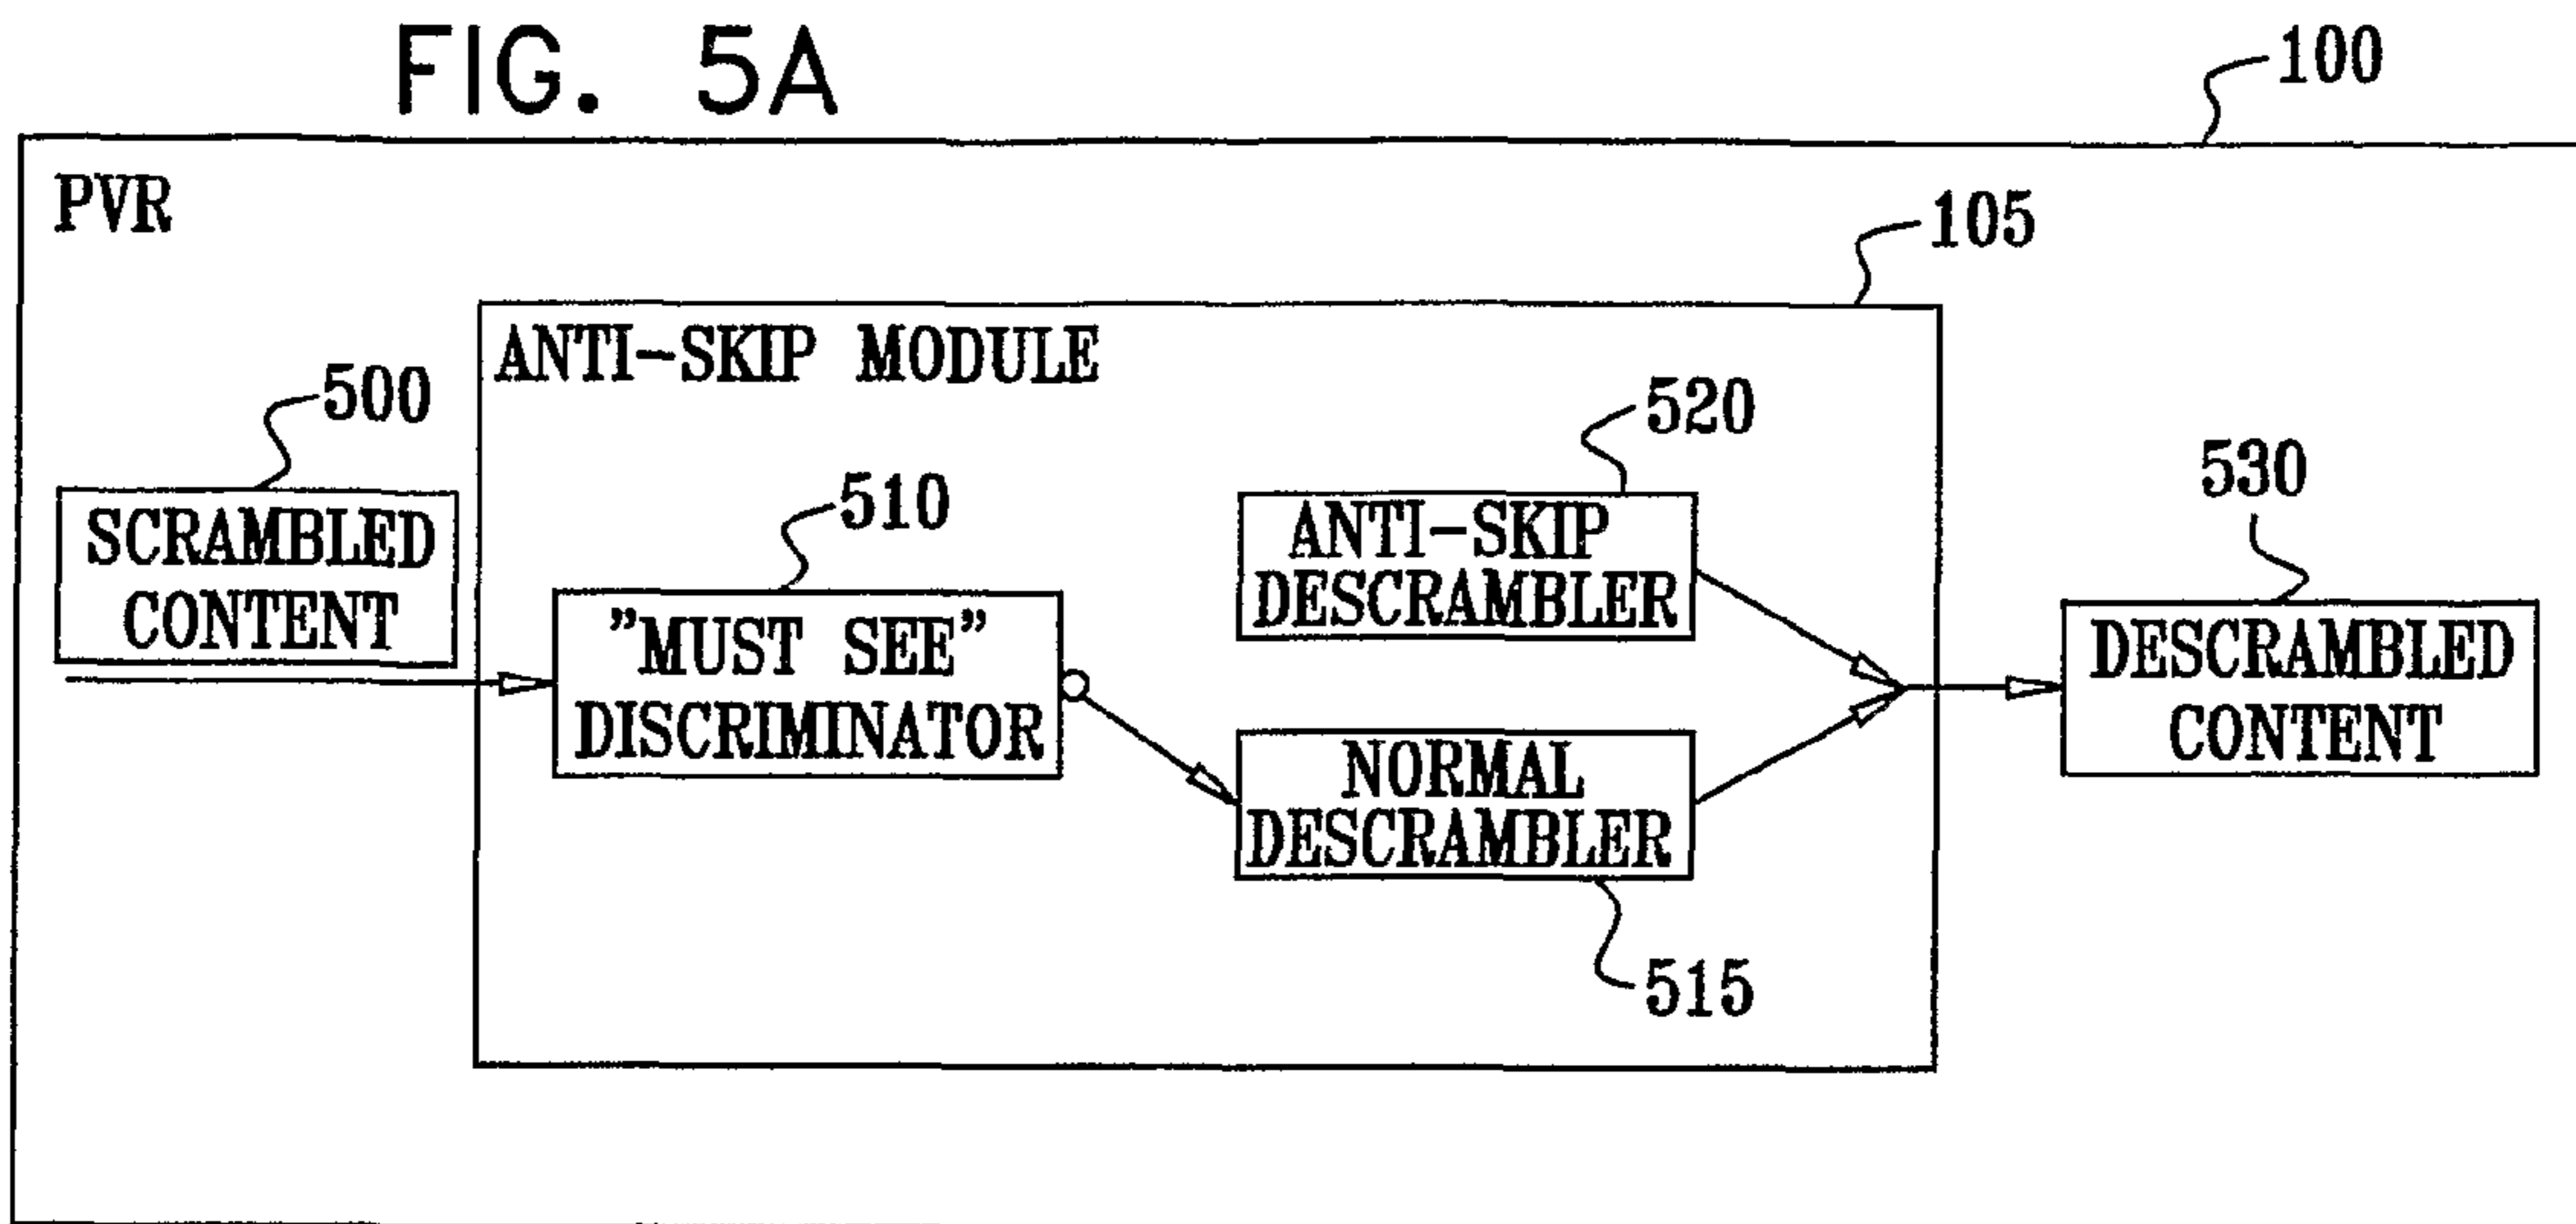 FIG. 5A
100
PVR
105
ANTI-SKIP MODULE
500
SCRAMBLED
CONTENT
510
"MUST SEE"
DISCRIMINATOR
520
ANTI-SKIP
DESCRAMBLER
NORMAL
DESCRAMBLER
515
530
DESCRAMBLED
CONTENT